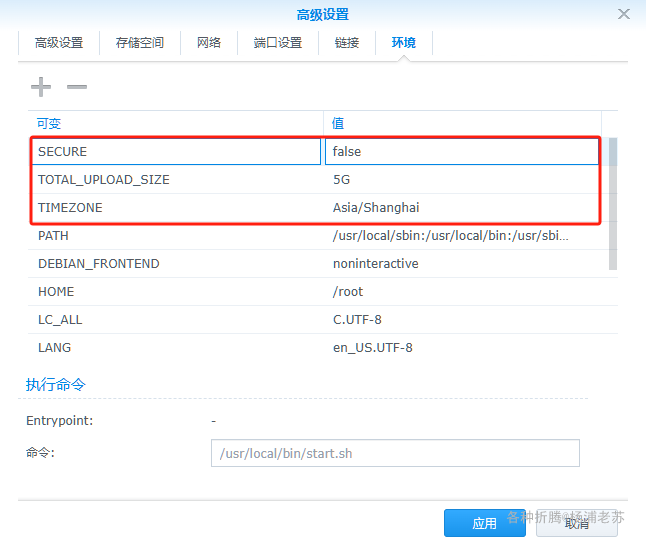 高级设置
高级设置 存储空间 网络 端口设置 链接 环境
可变 值
SECURE false
TOTAL_UPLOAD_SIZE 5G
TIMEZONE Asia/Shanghai
PATH /usr/local/sbin:/usr/local/bin:/usr/sbi...
DEBIAN_FRONTEND noninteractive
HOME /root
LC_ALL C.UTF-8
LANG en_US.UTF-8
执行命令
Entrypoint: -
命令: /usr/local/bin/start.sh
应用 取消
各种折腾@杨浦老苏